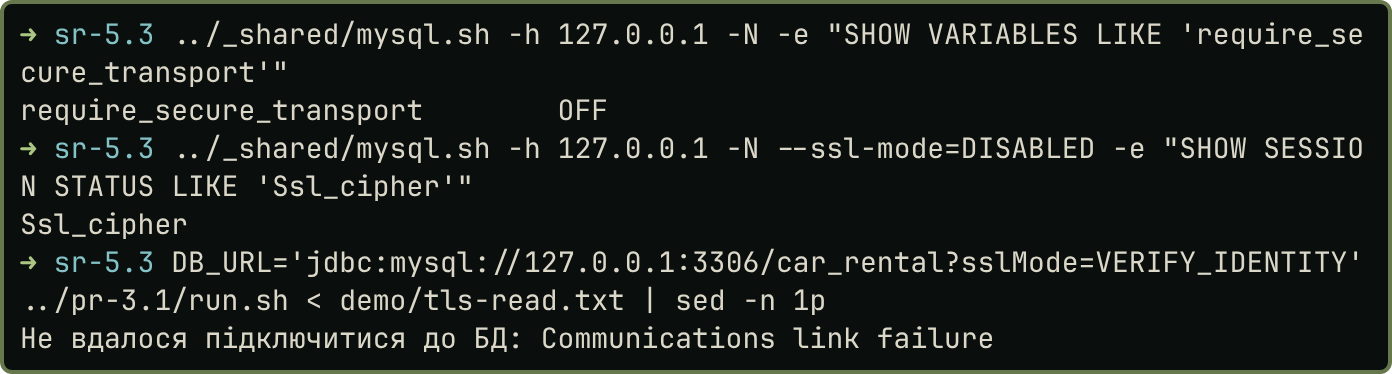 ➜ sr-5.3 ../_shared/mysql.sh -h 127.0.0.1 -N -e "SHOW VARIABLES LIKE 'require_se
cure_transport'"
require_secure_transport        OFF
➜ sr-5.3 ../_shared/mysql.sh -h 127.0.0.1 -N --ssl-mode=DISABLED -e "SHOW SESSIO
N STATUS LIKE 'Ssl_cipher'"
Ssl_cipher
➜ sr-5.3 DB_URL='jdbc:mysql://127.0.0.1:3306/car_rental?sslMode=VERIFY_IDENTITY'
../pr-3.1/run.sh < demo/tls-read.txt | sed -n 1p
Не вдалося підключитися до БД: Communications link failure